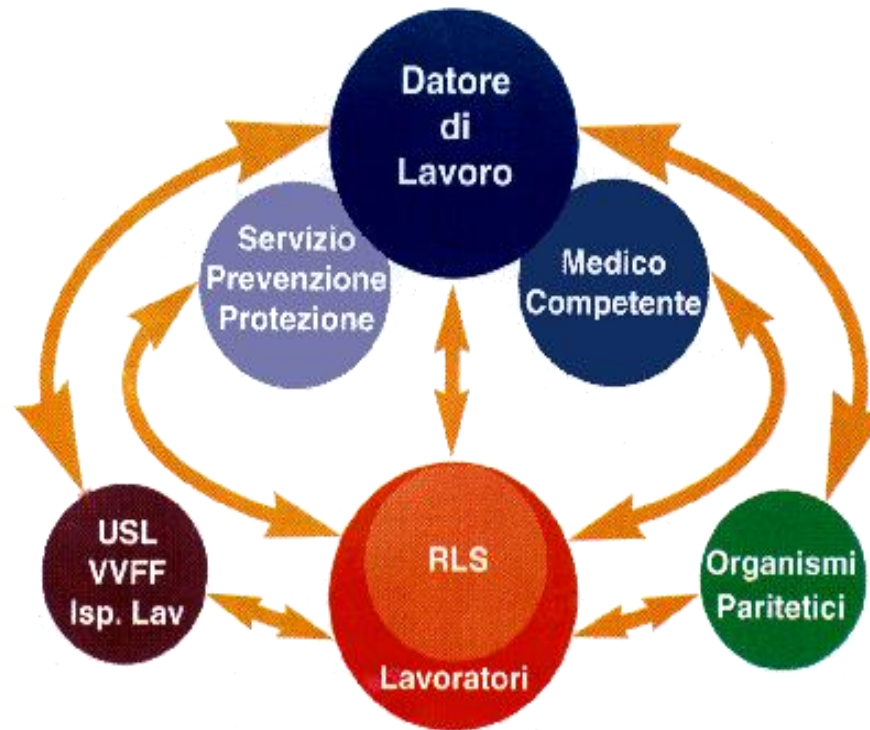 Datore
di
Lavoro
Servizio
Prevenzione
Protezione
Medico
Competente
USL
VVFF
Isp. Lav
RLS
Lavoratori
Organismi
Paritetici